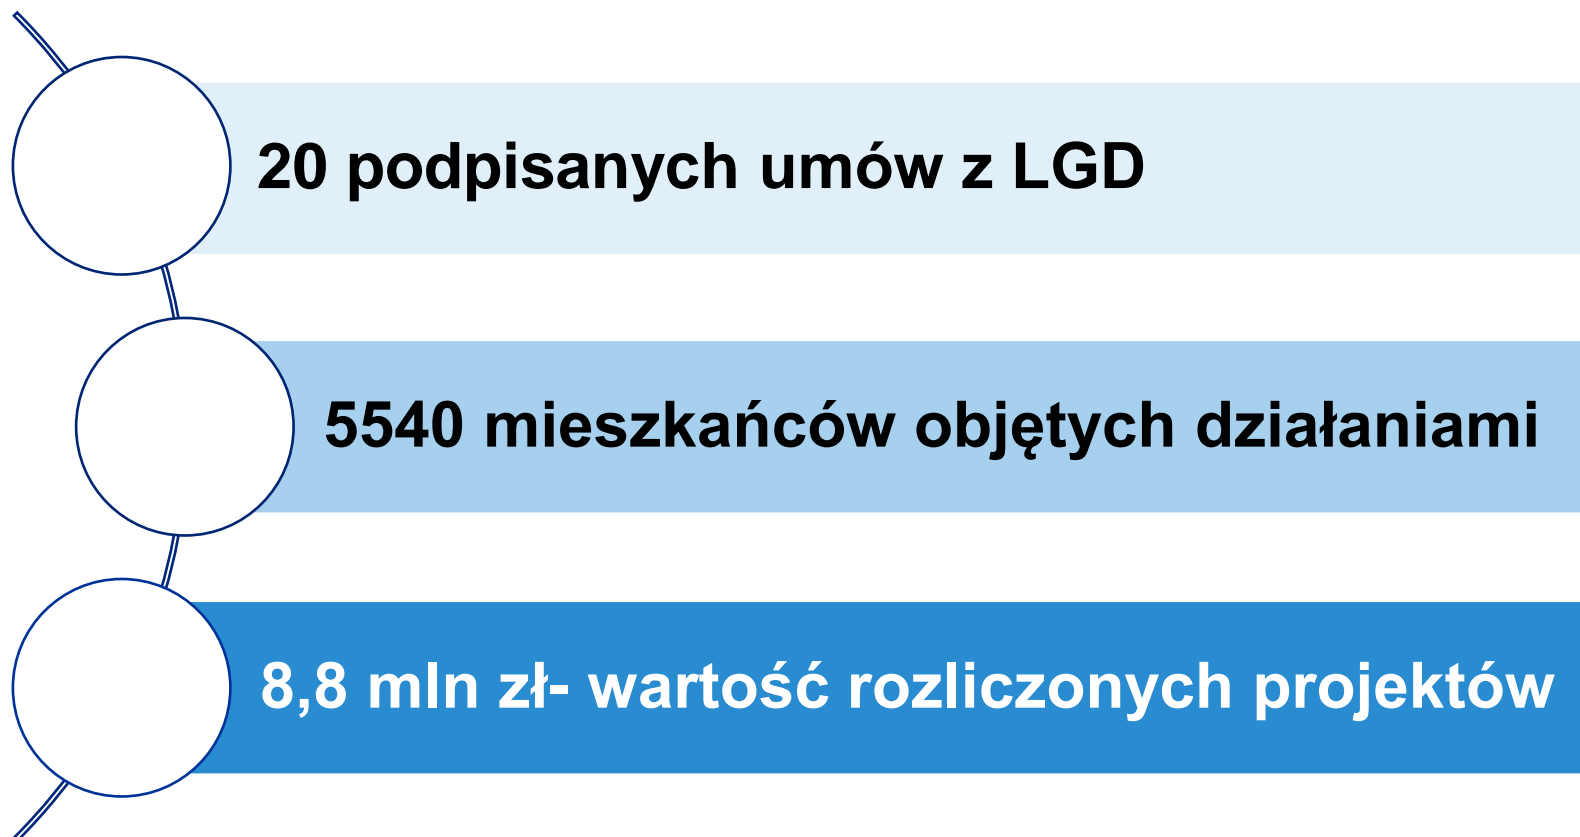 20 podpisanych umów z LGD
5540 mieszkańców objętych działaniami
8,8 mln zł- wartość rozliczonych projektów